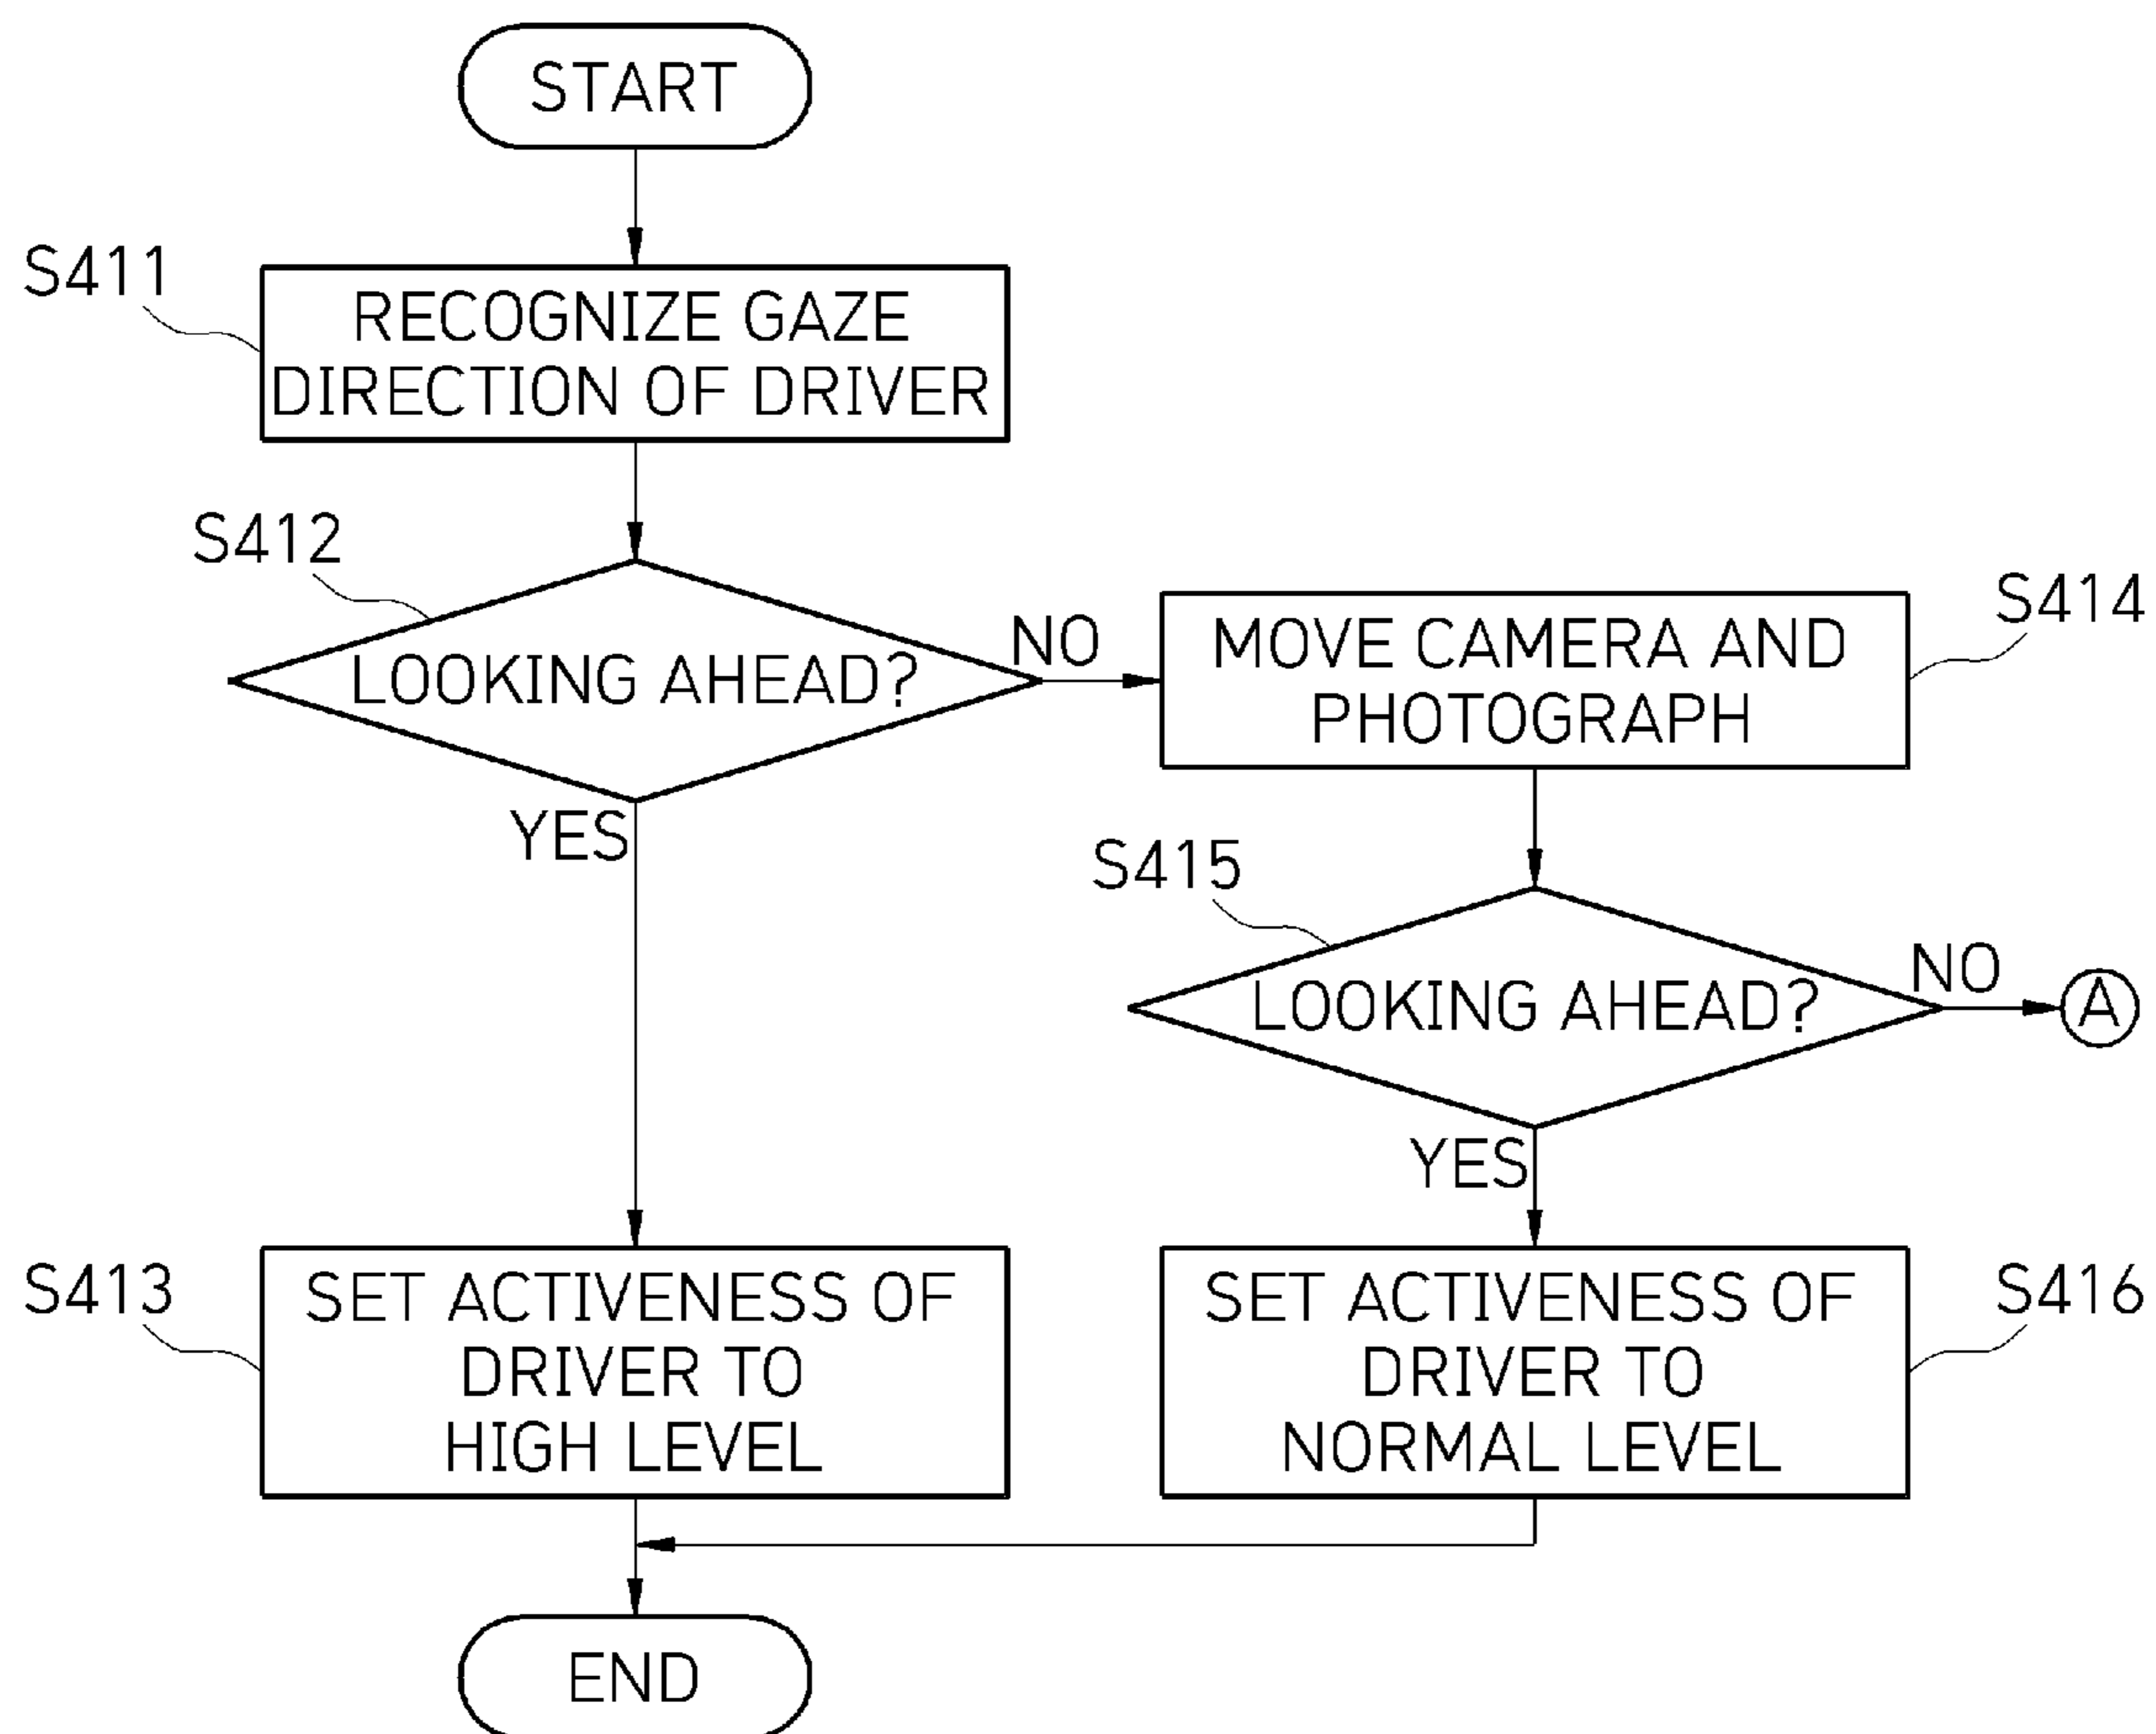 START
S411
RECOGNIZE GAZE
DIRECTION OF DRIVER
S412
LOOKING AHEAD?
NO
YES
S414
MOVE CAMERA AND
PHOTOGRAPH
S415
LOOKING AHEAD?
NO
A
YES
S413
SET ACTIVENESS OF
DRIVER TO
HIGH LEVEL
S416
SET ACTIVENESS OF
DRIVER TO
NORMAL LEVEL
END